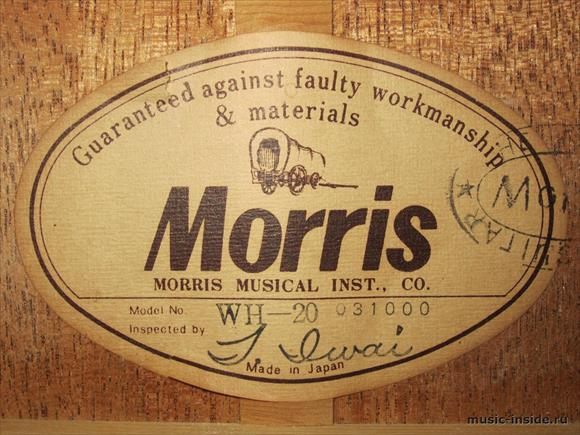 Guaranteed against faulty workmanship
& materials
Morris
MORRIS MUSICAL INST., CO.
Model No. WH-20 031000
Inspected by T. Iwai
Made in Japan
music-inside.ru